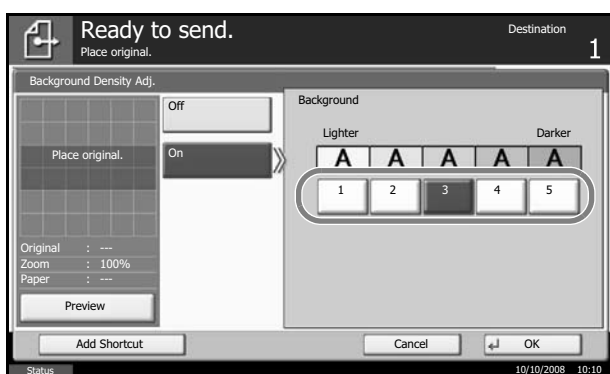 Ready to send.
Place original.
Destination
1
Background Density Adj.
Place original.
Original : ---
Zoom : 100%
Paper : ---
Preview
Off
On
Background
Lighter Darker
A A A A A
1 2 3 4 5
Add Shortcut
Cancel
OK
Status
10/10/2008 10:10